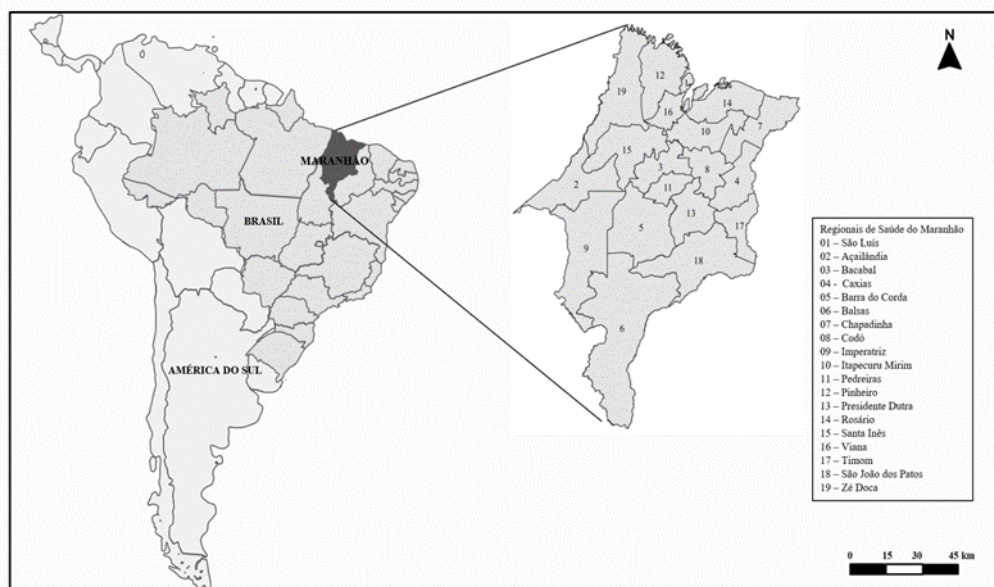 N
MARANHÃO
BRASIL
AMÉRICA DO SUL
12
19
1
14
16
10
7
15
3
8
2
11
4
13
5
17
9
18
6
Regionais de Saúde do Maranhão
01 – São Luís
02 – Açailândia
03 – Bacabal
04 - Caxias
05 – Barra do Corda
06 – Balsas
07 – Chapadinha
08 – Codó
09 – Imperatriz
10 – Itapecuru Mirim
11 – Pedreiras
12 – Pinheiro
13 – Presidente Dutra
14 – Rosário
15 – Santa Inês
16 – Viana
17 – Timom
18 – São João dos Patos
19 – Zé Doca
0 15 30 45 km